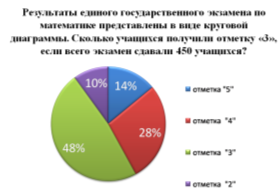 Результаты единого государственного экзамена по
математике представлены в виде круговой
диаграммы. Сколько учащихся получили отметку «3»,
если всего экзамен сдавали 450 учащихся?
10%
14%
отметка "5"
28%
отметка "4"
48%
отметка "3"
отметка "2"